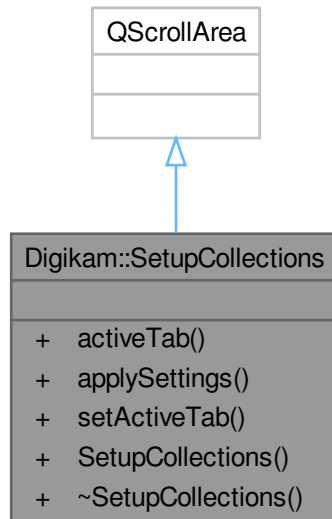 QScrollArea
Digikam::SetupCollections
+ activeTab()
+ applySettings()
+ setActiveTab()
+ SetupCollections()
+ ~SetupCollections()